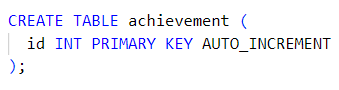 CREATE TABLE achievement (
  id INT PRIMARY KEY AUTO_INCREMENT
);